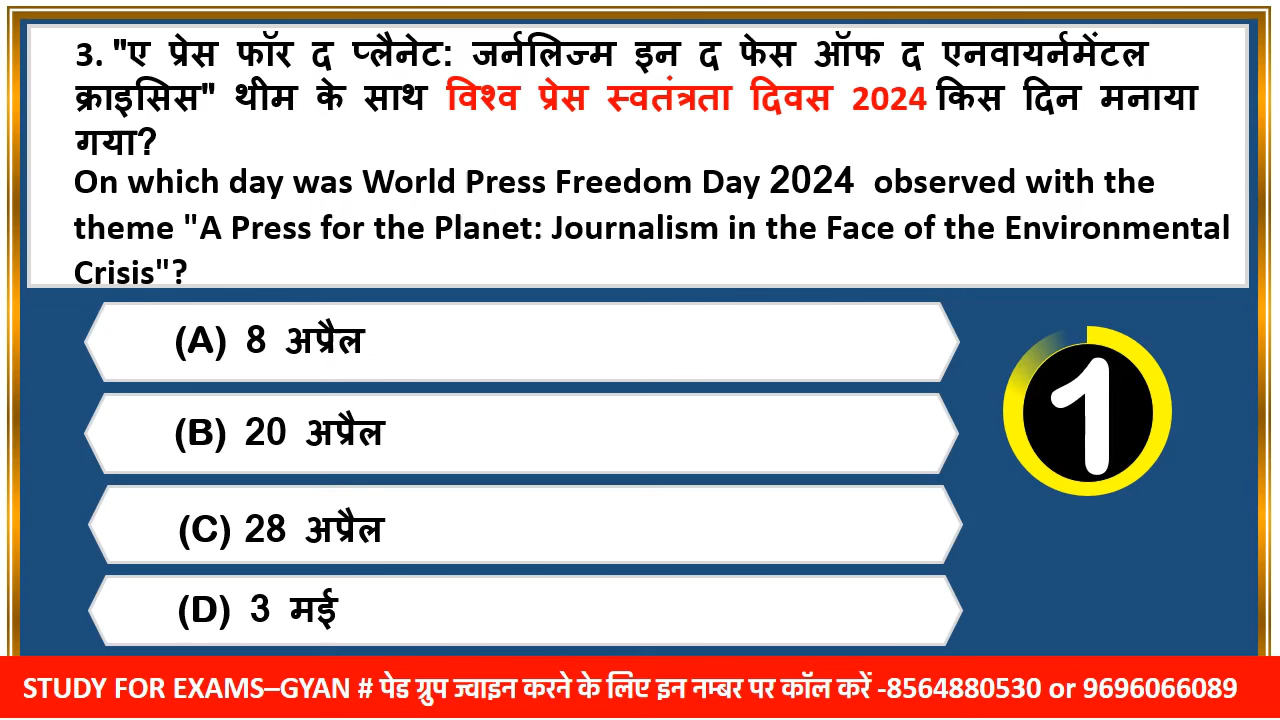 3. "ए प्रेस फॉर द प्लैनेट: जर्नलिज्म इन द फेस ऑफ द एनवायर्नमेंटल
क्राइसिस" थीम के साथ विश्व प्रेस स्वतंत्रता दिवस 2024 किस दिन मनाया
गया?
On which day was World Press Freedom Day 2024 observed with the
theme "A Press for the Planet: Journalism in the Face of the Environmental
Crisis"?
(A) 8 अप्रैल
(B) 20 अप्रैल
1
(C) 28 अप्रैल
(D) 3 मई
STUDY FOR EXAMS–GYAN # पेड ग्रुप ज्वाइन करने के लिए इन नम्बर पर कॉल करें -8564880530 or 9696066089